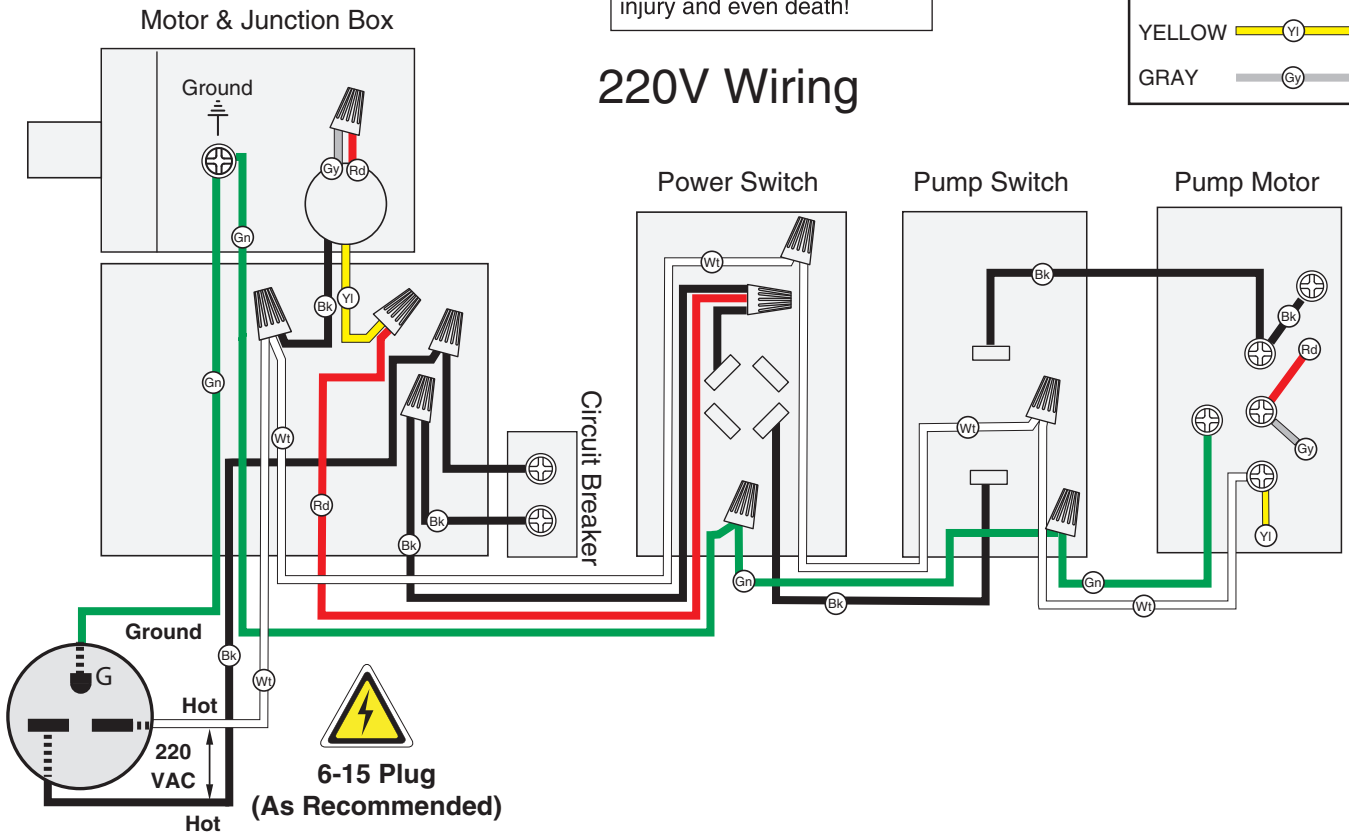 Motor & Junction Box
injury and even death!
YELLOW Yl
GRAY Gy
220V Wiring
Ground
Gy
Rd
Power Switch
Pump Switch
Pump Motor
Gn
Wt
Bk
Bk
Yl
Bk
Rd
Gn
Wt
Wt
Gy
Circuit Breaker
Rd
Bk
Bk
Yl
Gn
Bk
Gn
Wt
Ground
Bk
G
Wt
Hot
220
VAC
6-15 Plug
(As Recommended)
Hot